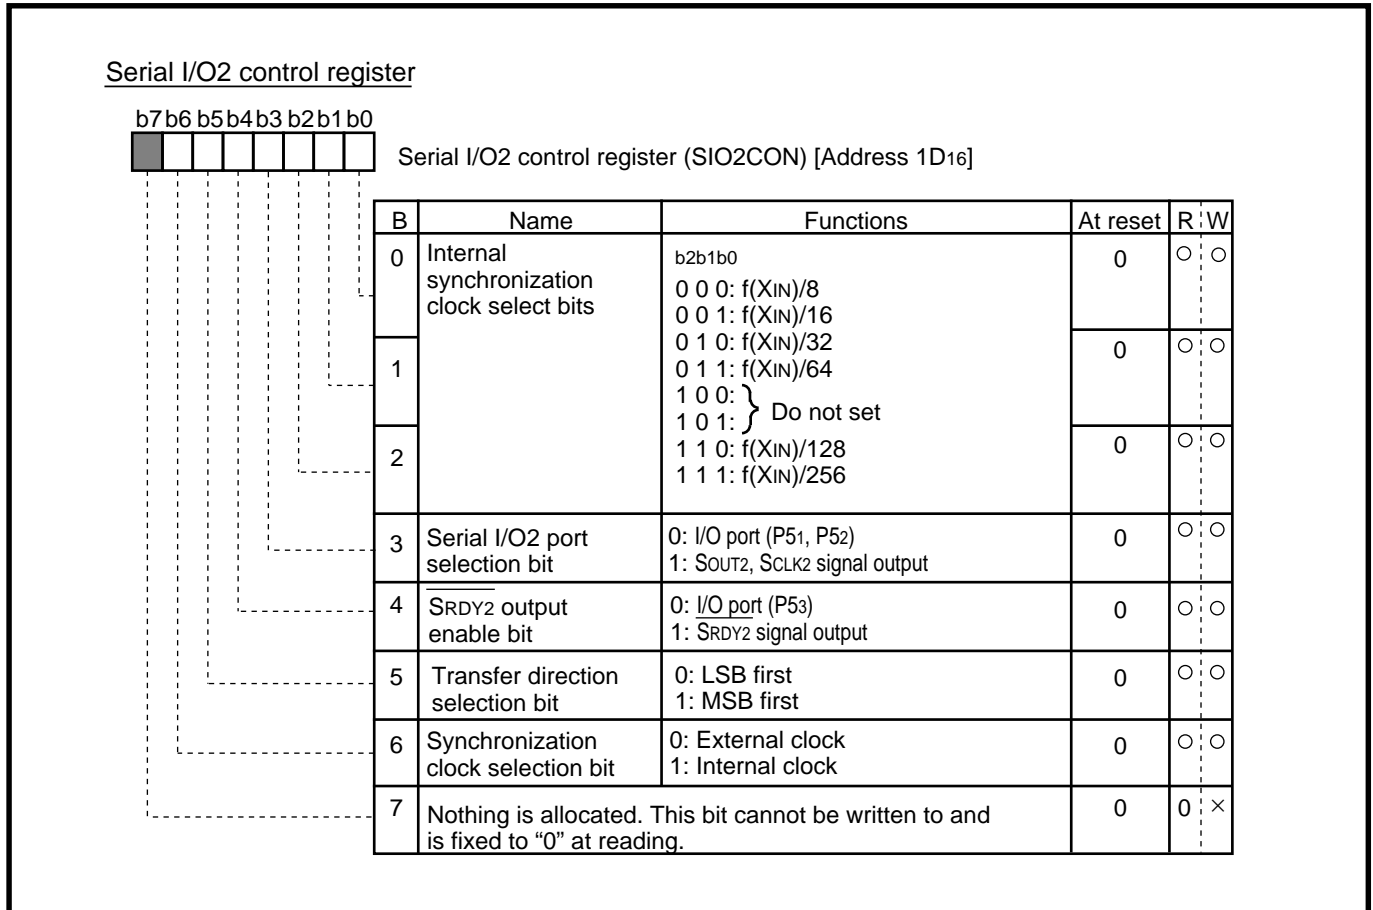 Serial I/O2 control register
b7 b6 b5 b4 b3 b2 b1 b0
Serial I/O2 control register (SIO2CON) [Address 1D16]
B Name Functions At reset R W
0 Internal synchronization clock select bits
b2b1b0
0 0 0: f(XIN)/8
0 0 1: f(XIN)/16
0 1 0: f(XIN)/32
0 1 1: f(XIN)/64
1 0 0:
1 0 1:
} Do not set
1 1 0: f(XIN)/128
1 1 1: f(XIN)/256
0 ○ ○
1 0 ○ ○
2 0 ○ ○
3 Serial I/O2 port
selection bit
0: I/O port (P51, P52)
1: SOUT2, SCLK2 signal output
0 ○ ○
4 SRDY2 output
enable bit
0: I/O port (P53)
1: SRDY2 signal output
0 ○ ○
5 Transfer direction
selection bit
0: LSB first
1: MSB first
0 ○ ○
6 Synchronization
clock selection bit
0: External clock
1: Internal clock
0 ○ ○
7 Nothing is allocated. This bit cannot be written to and
is fixed to “0” at reading.
0 0 ×